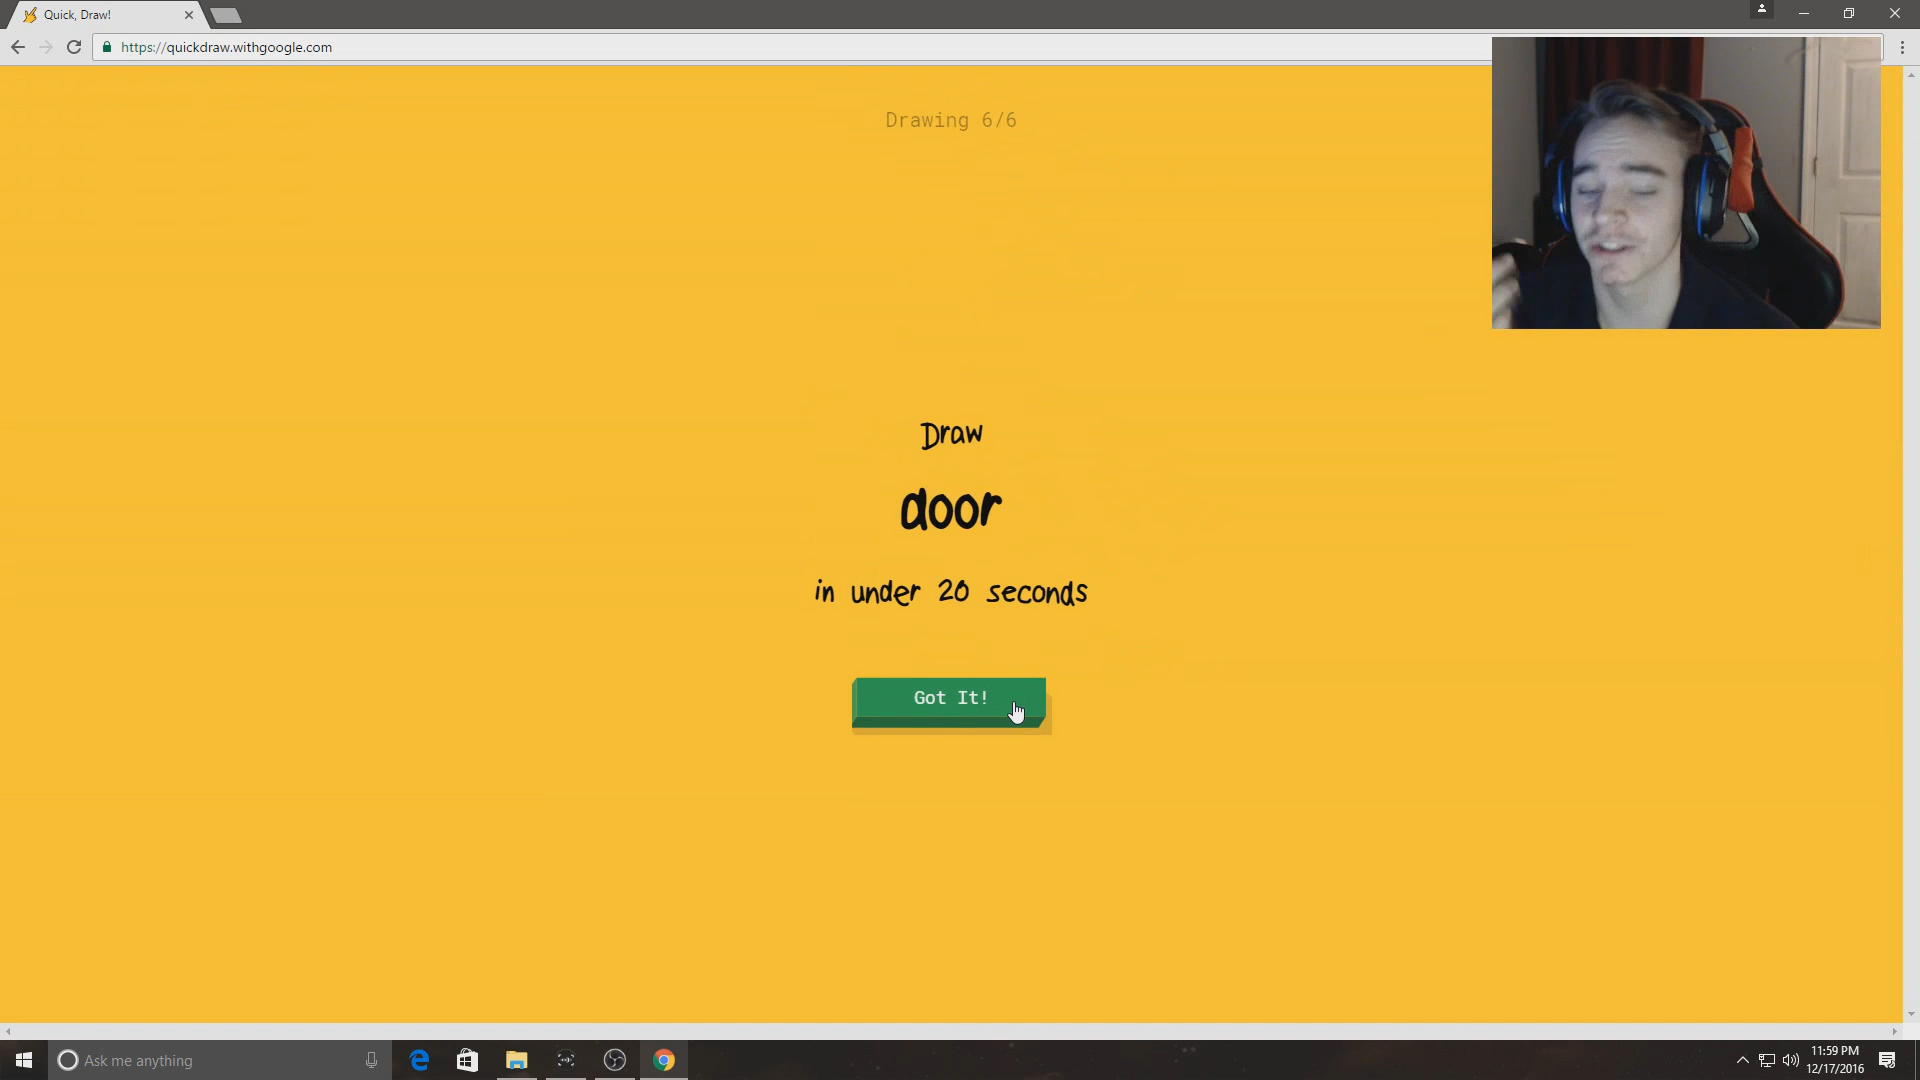 Quick, Draw!
https://quickdraw.withgoogle.com
Drawing 6/6
Draw
door
in under 20 seconds
Got It!
Ask me anything
11:59 PM
12/17/2016